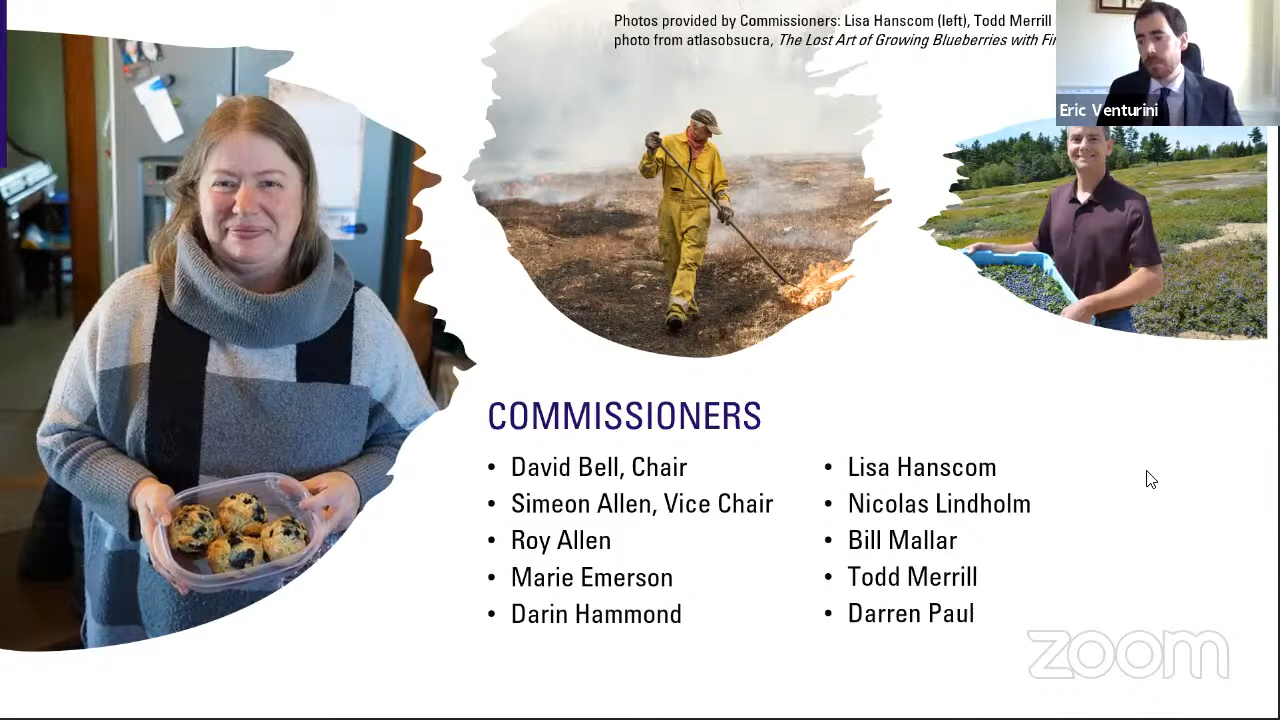 Photos provided by Commissioners: Lisa Hanscom (left), Todd Merrill
photo from atlasobsucra, The Lost Art of Growing Blueberries with
Eric Venturini
COMMISSIONERS
• David Bell, Chair
• Simeon Allen, Vice Chair
• Roy Allen
• Marie Emerson
• Darin Hammond
• Lisa Hanscom
• Nicolas Lindholm
• Bill Mallar
• Todd Merrill
• Darren Paul
zoom